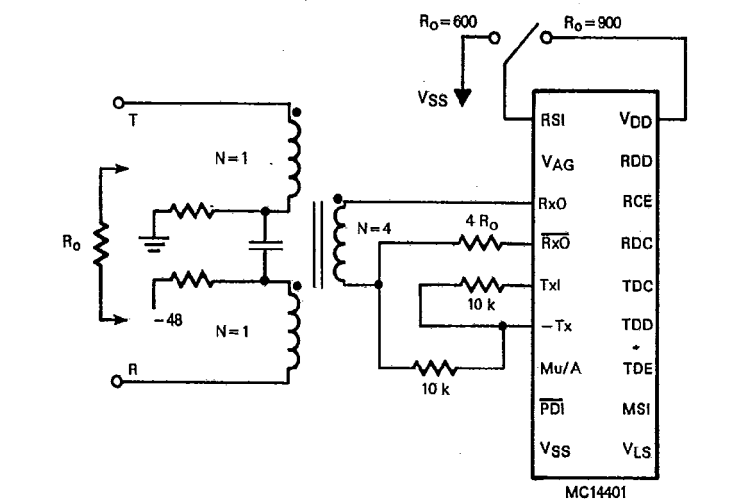 Ro=600
Ro=900
VSS
T
RSI
VDD
N=1
VAG
RDD
RxO
RCE
N=4
4 Ro
RxO
RDC
Ro
TxI
TDC
10 k
-48
N=1
-Tx
TDD
R
Mu/A
TDE
10 k
PDI
MSI
VSS
VLS
MC14401